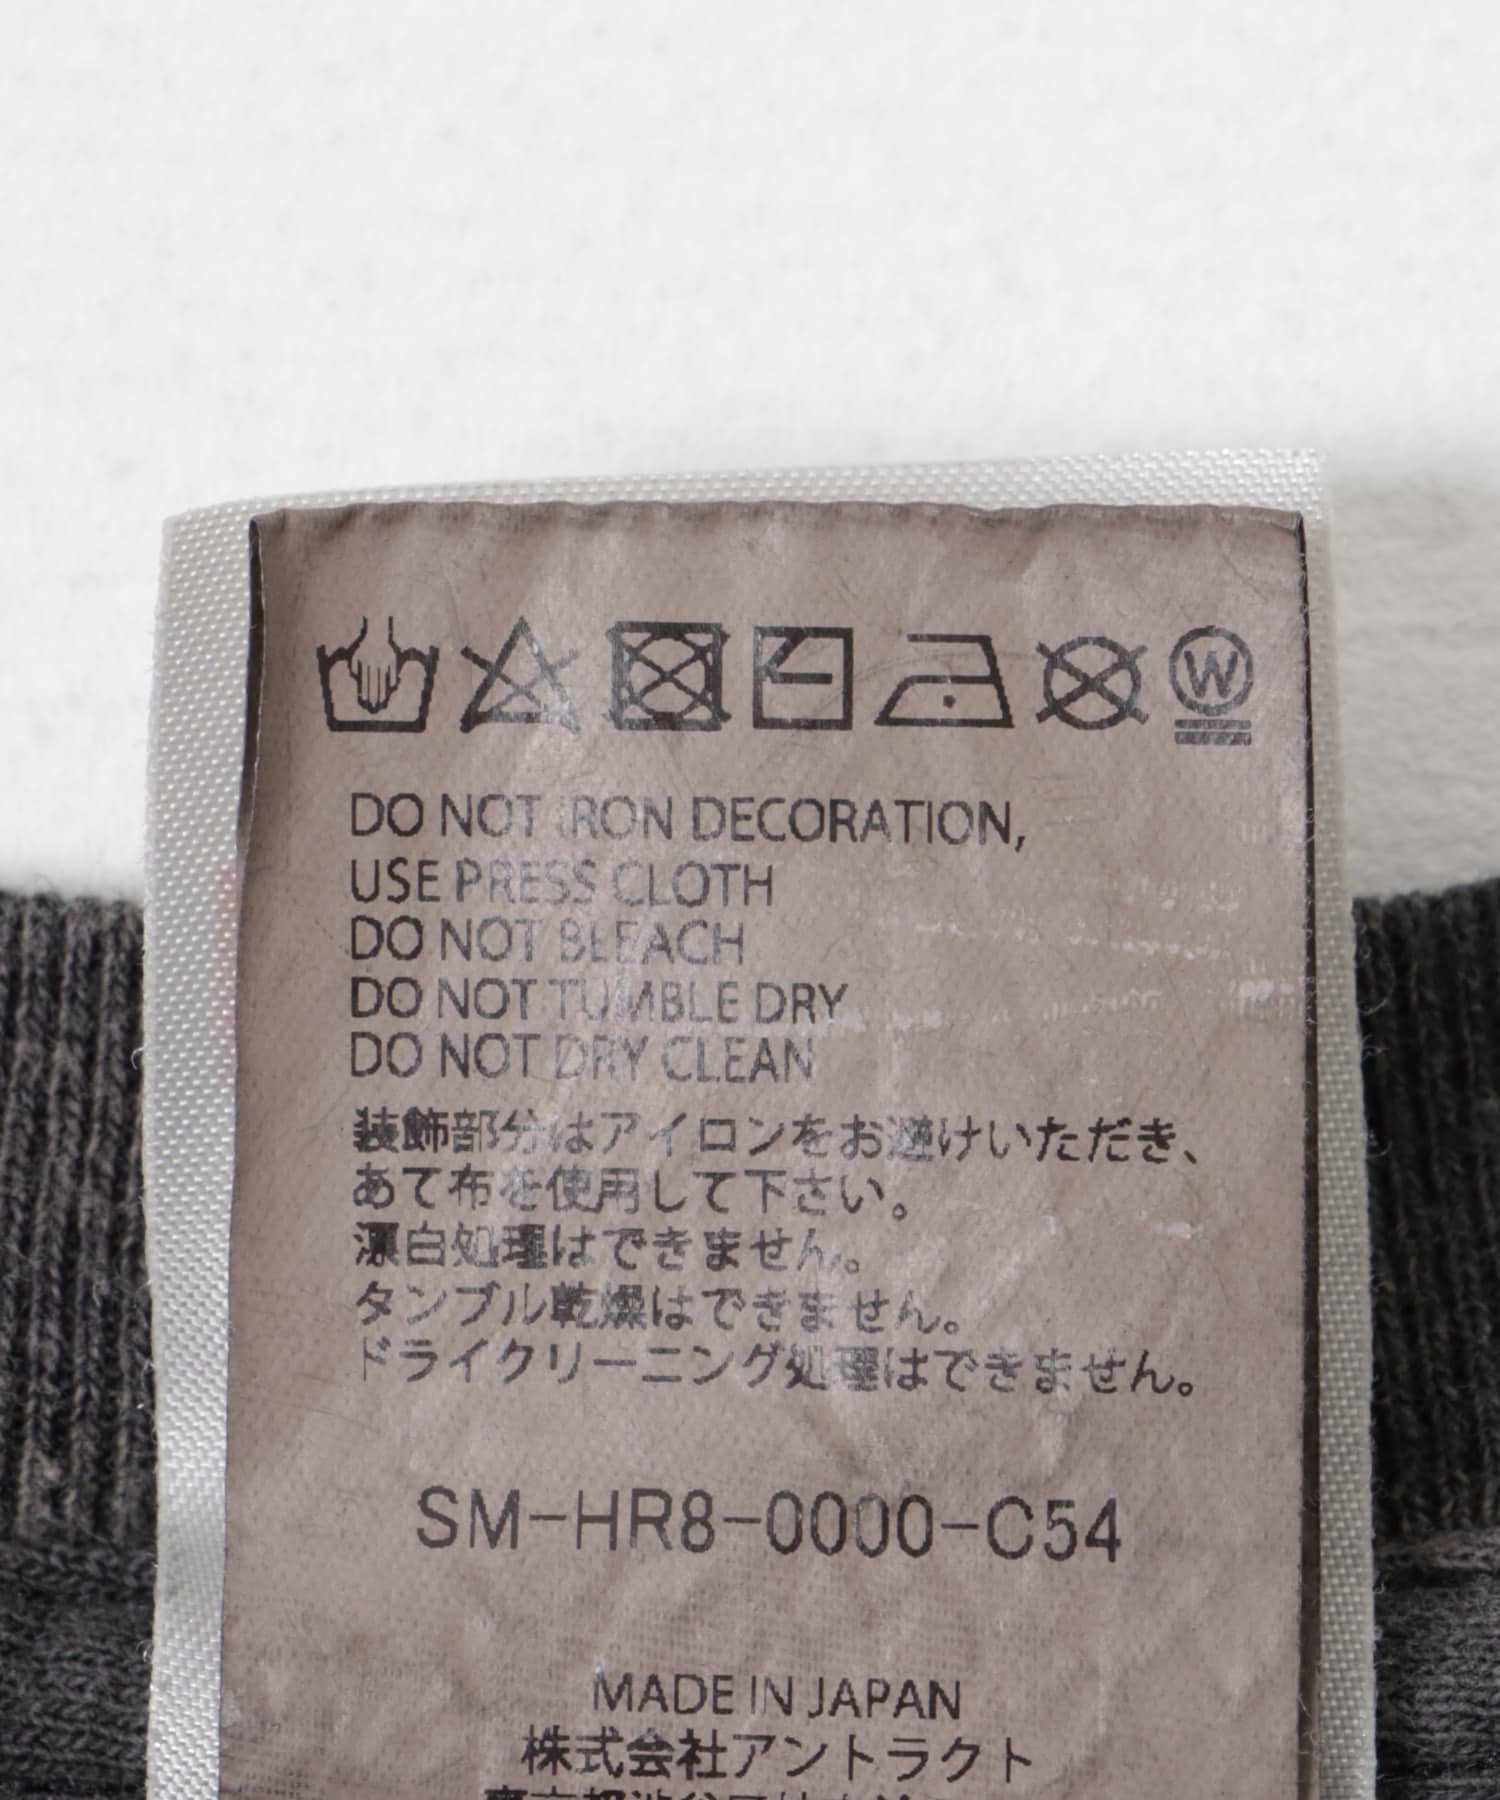 W
DO NOT IRON DECORATION,
USE PRESS CLOTH
DO NOT BLEACH
DO NOT TUMBLE DRY
DO NOT DRY CLEAN
装飾部分はアイロンをお避けいただき、
あて布を使用して下さい。
漂白処理はできません。
タンブル乾燥はできません。
ドライクリーニング処理はできません。
SM-HR8-0000-C54
MADE IN JAPAN
株式会社アントラクト